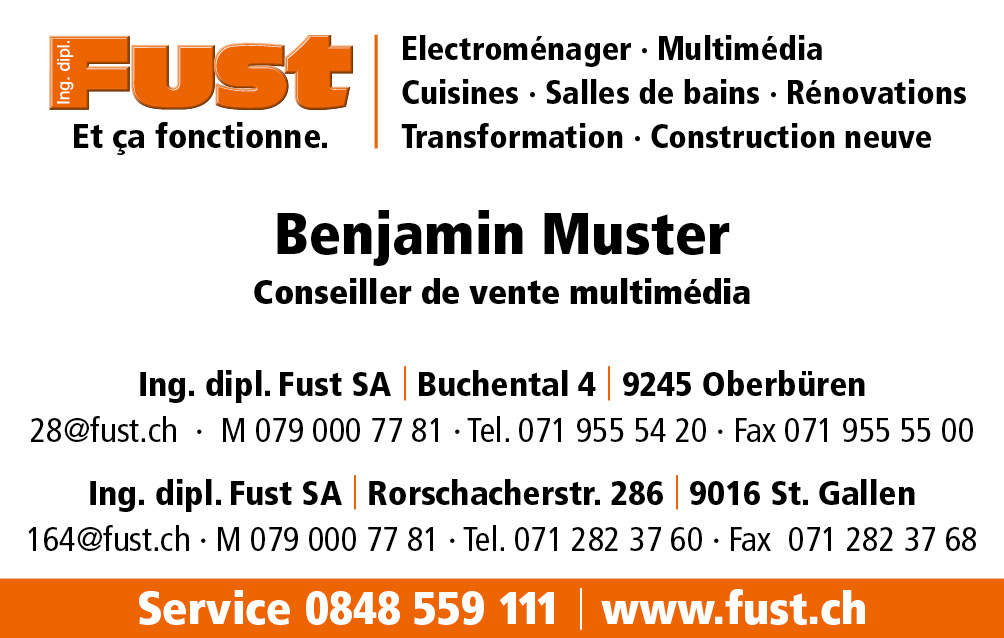 Ing. dipl.
Fust
Et ça fonctionne.
Electroménager · Multimédia
Cuisines · Salles de bains · Rénovations
Transformation · Construction neuve
Benjamin Muster
Conseiller de vente multimédia
Ing. dipl. Fust SA | Buchental 4 | 9245 Oberbüren
28@fust.ch · M 079 000 77 81 · Tel. 071 955 54 20 · Fax 071 955 55 00
Ing. dipl. Fust SA | Rorschacherstr. 286 | 9016 St. Gallen
164@fust.ch · M 079 000 77 81 · Tel. 071 282 37 60 · Fax 071 282 37 68
Service 0848 559 111 | www.fust.ch